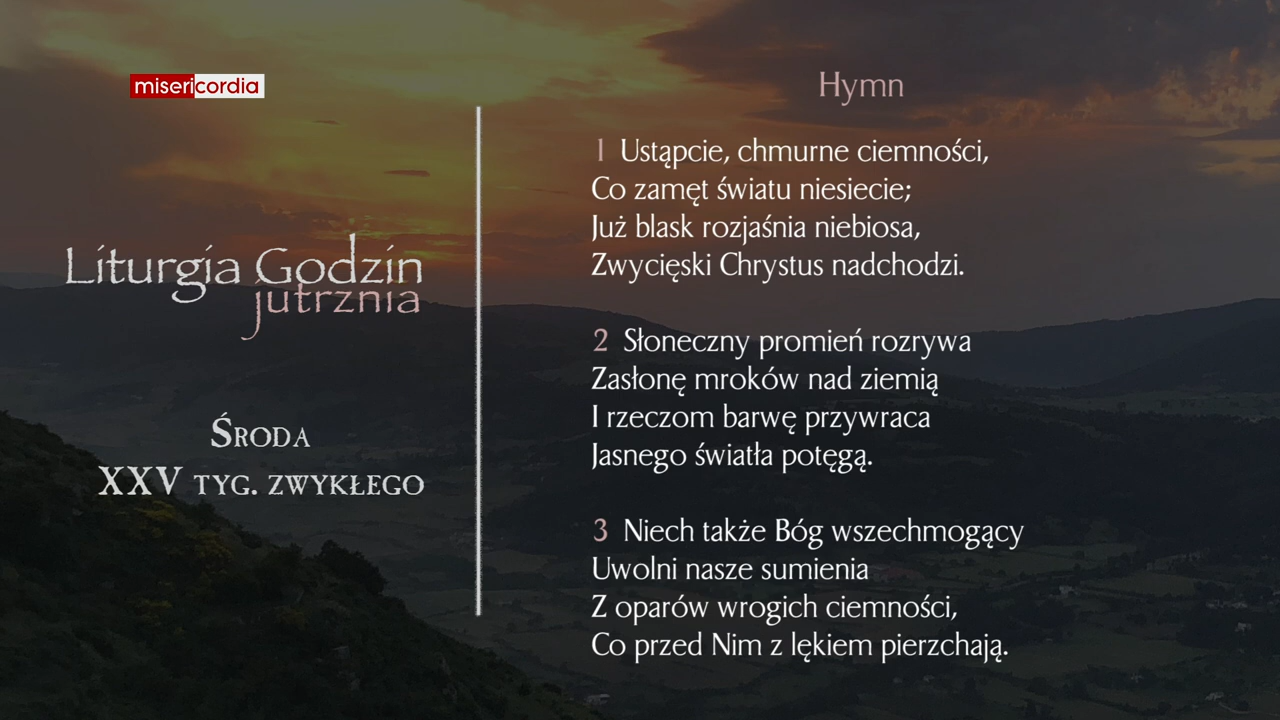 misericordia
Liturgia Godzin
jutrznia
Środa
XXV tyg. zwykłego
Hymn
1 Ustąpcie, chmurne ciemności,
Co zamęt światu niesiecie;
Już blask rozjaśnia niebiosa,
Zwycięski Chrystus nadchodzi.
2 Słoneczny promień rozrywa
Zasłonę mroków nad ziemią
I rzeczom barwę przywraca
Jasnego światła potęgą.
3 Niech także Bóg wszechmogący
Uwolni nasze sumienia
Z oparów wrogich ciemności,
Co przed Nim z lękiem pierzchają.